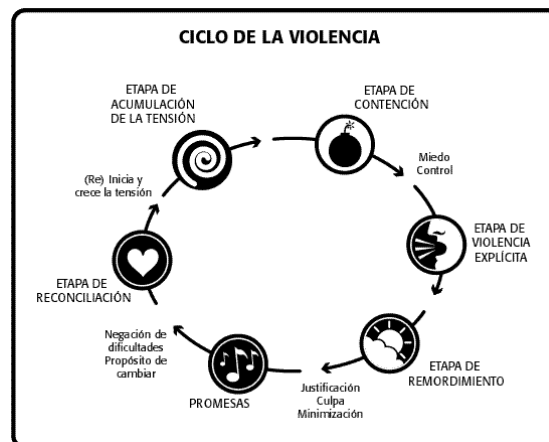 CICLO DE LA VIOLENCIA
ETAPA DE
ACUMULACIÓN
DE LA TENSIÓN
ETAPA DE
CONTENCIÓN
Miedo
Control
ETAPA DE
VIOLENCIA
EXPLÍCITA
ETAPA DE
REMORDIMIENTO
Justificación
Culpa
Minimización
PROMESAS
Negación de
dificultades
Propósito de
cambiar
ETAPA DE
RECONCILIACIÓN
(Re) Inicia y
crece la tensión